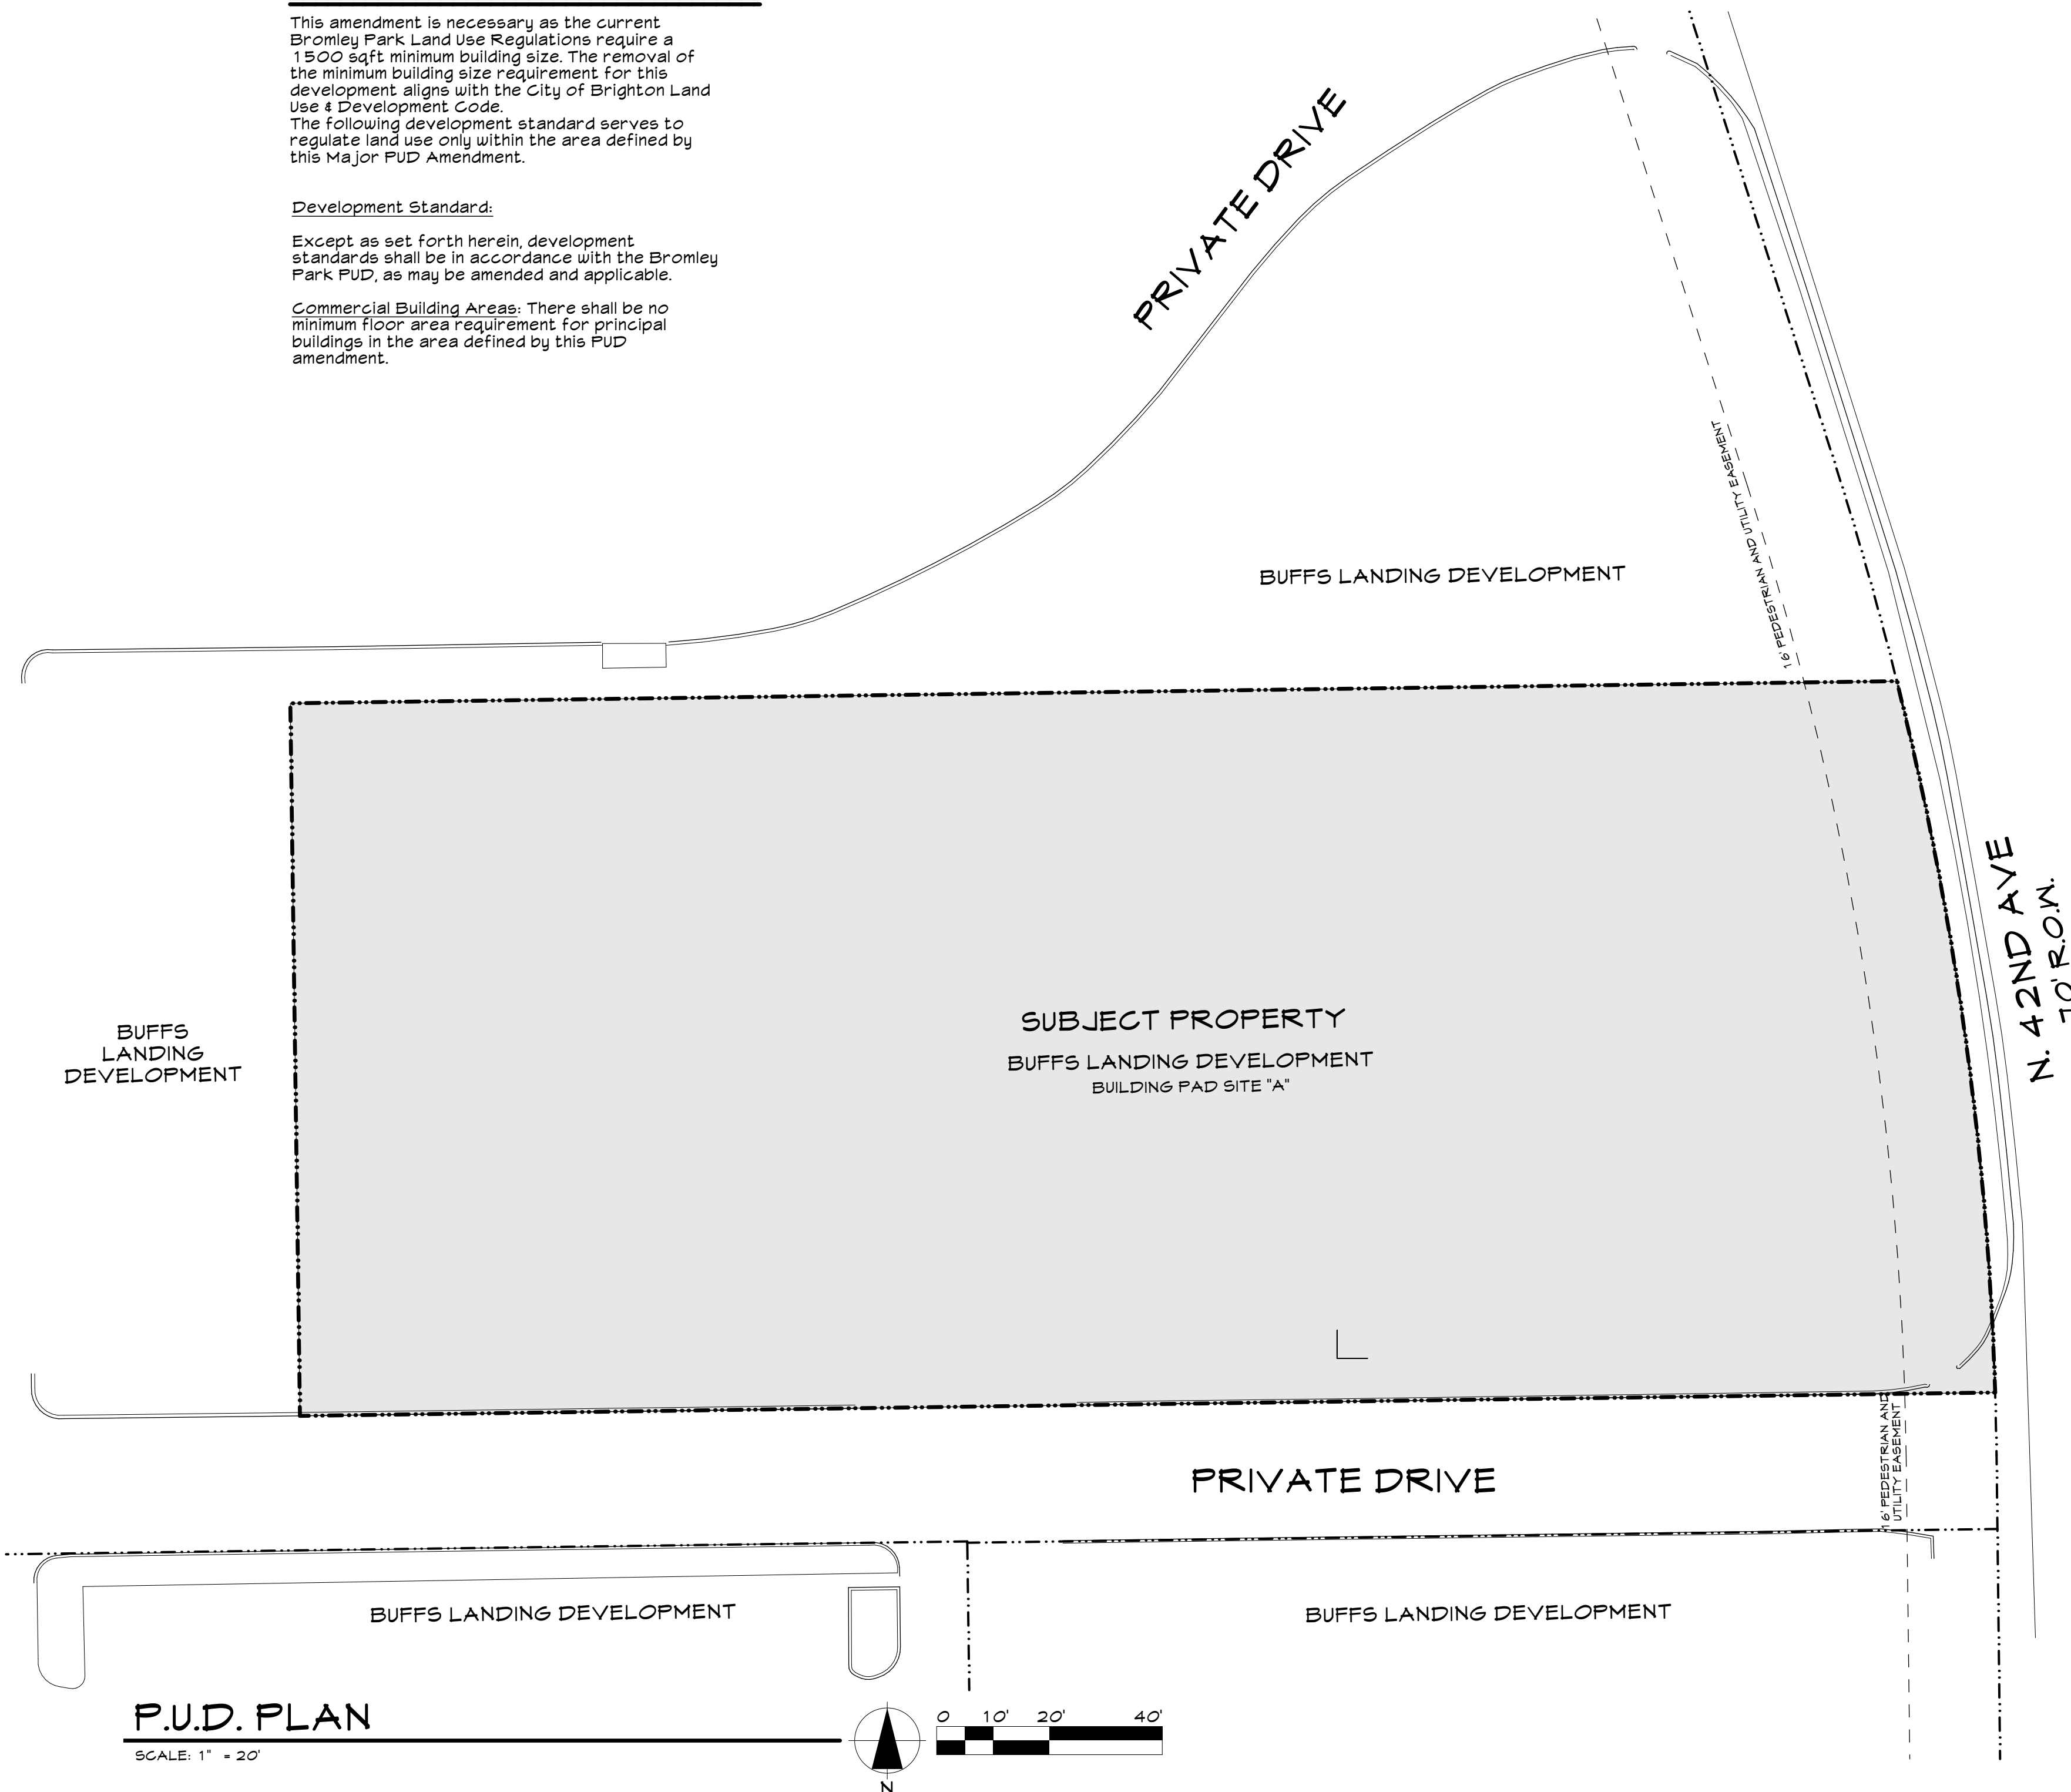 This amendment is necessary as the current
Bromley Park Land Use Regulations require a
1500 sqft minimum building size. The removal of
the minimum building size requirement for this
development aligns with the City of Brighton Land
Use & Development Code.
The following development standard serves to
regulate land use only within the area defined by
this Major PUD Amendment.
Development Standard:
Except as set forth herein, development
standards shall be in accordance with the Bromley
Park PUD, as may be amended and applicable.
Commercial Building Areas: There shall be no
minimum floor area requirement for principal
buildings in the area defined by this PUD
amendment.
PRIVATE DRIVE
16' PEDESTRIAN AND UTILITY EASEMENT
BUFFS LANDING DEVELOPMENT
N. 42ND AVE
70' R.O.W.
BUFFS
LANDING
DEVELOPMENT
SUBJECT PROPERTY
BUFFS LANDING DEVELOPMENT
BUILDING PAD SITE "A"
PRIVATE DRIVE
16' PEDESTRIAN AND
UTILITY EASEMENT
BUFFS LANDING DEVELOPMENT
BUFFS LANDING DEVELOPMENT
P.U.D. PLAN
SCALE: 1" = 20'
N
0 10' 20' 40'